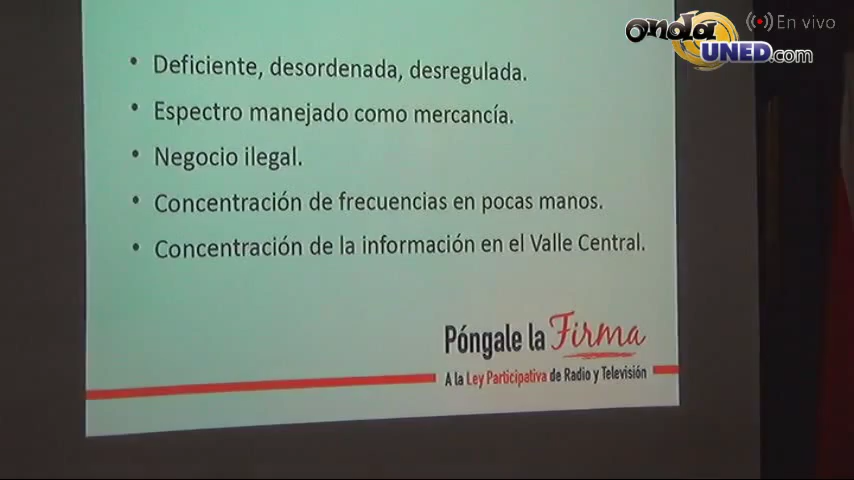 onda UNED.com
En vivo
• Deficiente, desordenada, desregulada.
• Espectro manejado como mercancía.
• Negocio ilegal.
• Concentración de frecuencias en pocas manos.
• Concentración de la información en el Valle Central.
Póngale la Firma
A la Ley Participativa de Radio y Televisión